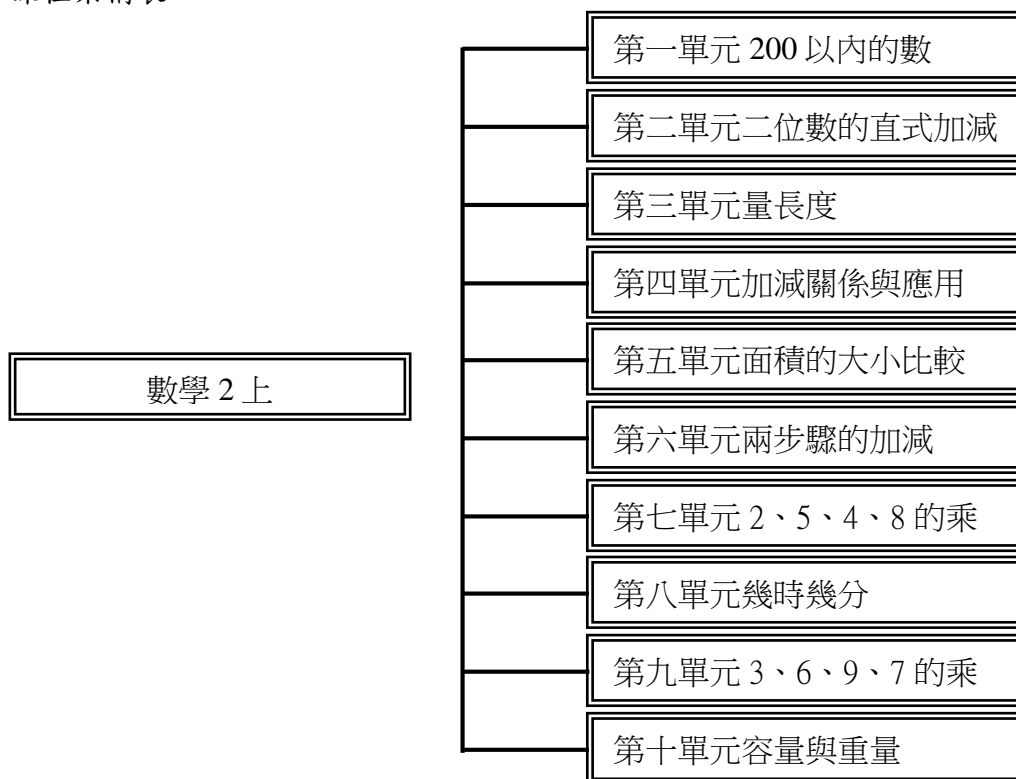 第一單元 200 以內的數
第二單元二位數的直式加減
第三單元量長度
第四單元加減關係與應用
第五單元面積的大小比較
數學 2 上
第六單元兩步驟的加減
第七單元 2、5、4、8 的乘
第八單元幾時幾分
第九單元 3、6、9、7 的乘
第十單元容量與重量